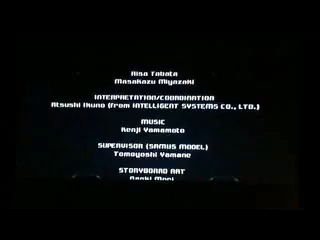 Risa Tabata
Masakazu Miyazaki
INTERPRETATION/COORDINATION
Atsushi Ikuno (from INTELLIGENT SYSTEMS CO., LTD.)
MUSIC
Kenji Yamamoto
SUPERVISOR (SAMUS MODEL)
Tomoyoshi Yamane
STORYBOARD ART